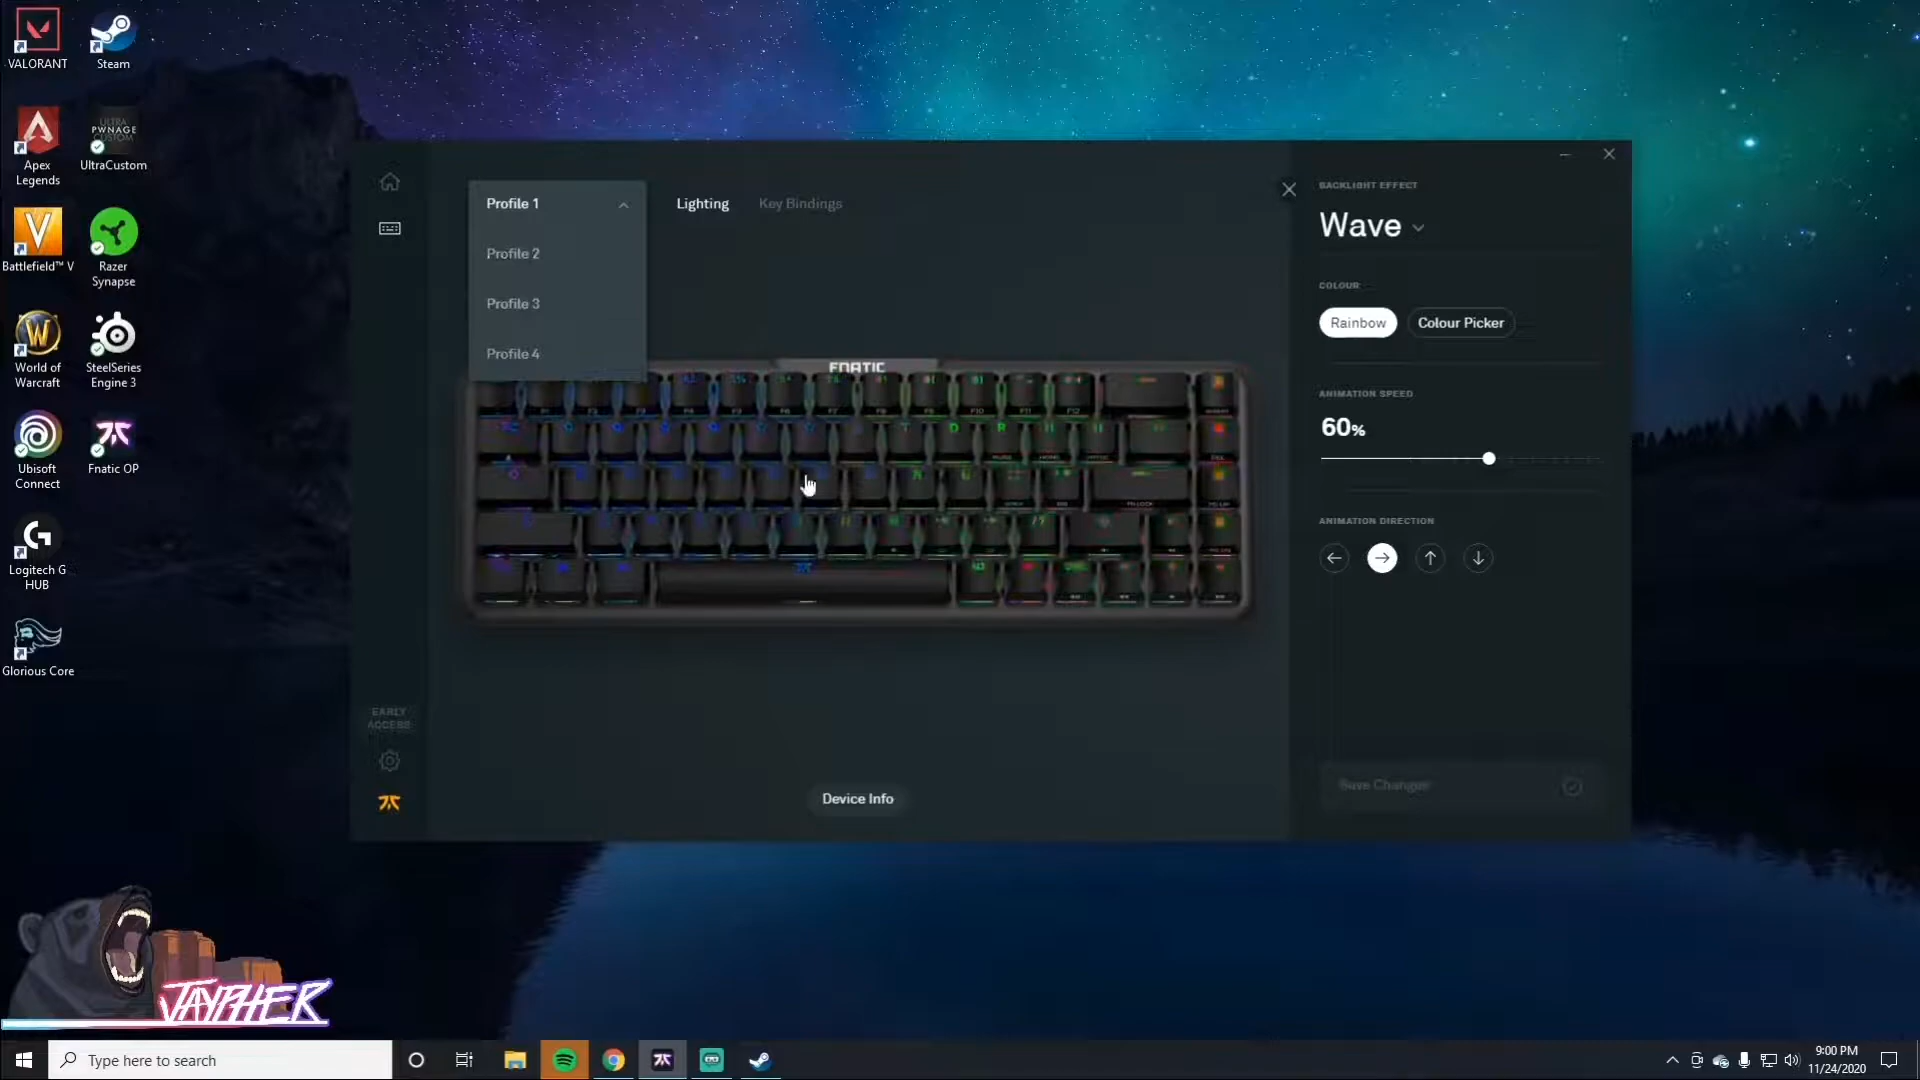 VALORANT
Steam
Apex
Legends
ULTRA
PWNAGE
CUSTOM
UltraCustom
Battlefield™ V
Razer
Synapse
World of
Warcraft
SteelSeries
Engine 3
Ubisoft
Connect
Fnatic OP
Logitech G
HUB
Glorious Core
Profile 1
Profile 2
Profile 3
Profile 4
Lighting
Key Bindings
FNATIC
BACKLIGHT EFFECT
Wave
COLOUR
Rainbow
Colour Picker
ANIMATION SPEED
60%
ANIMATION DIRECTION
Save Changes
EARLY
ACCESS
Device Info
JAYPHER
Type here to search
9:00 PM
11/24/2020